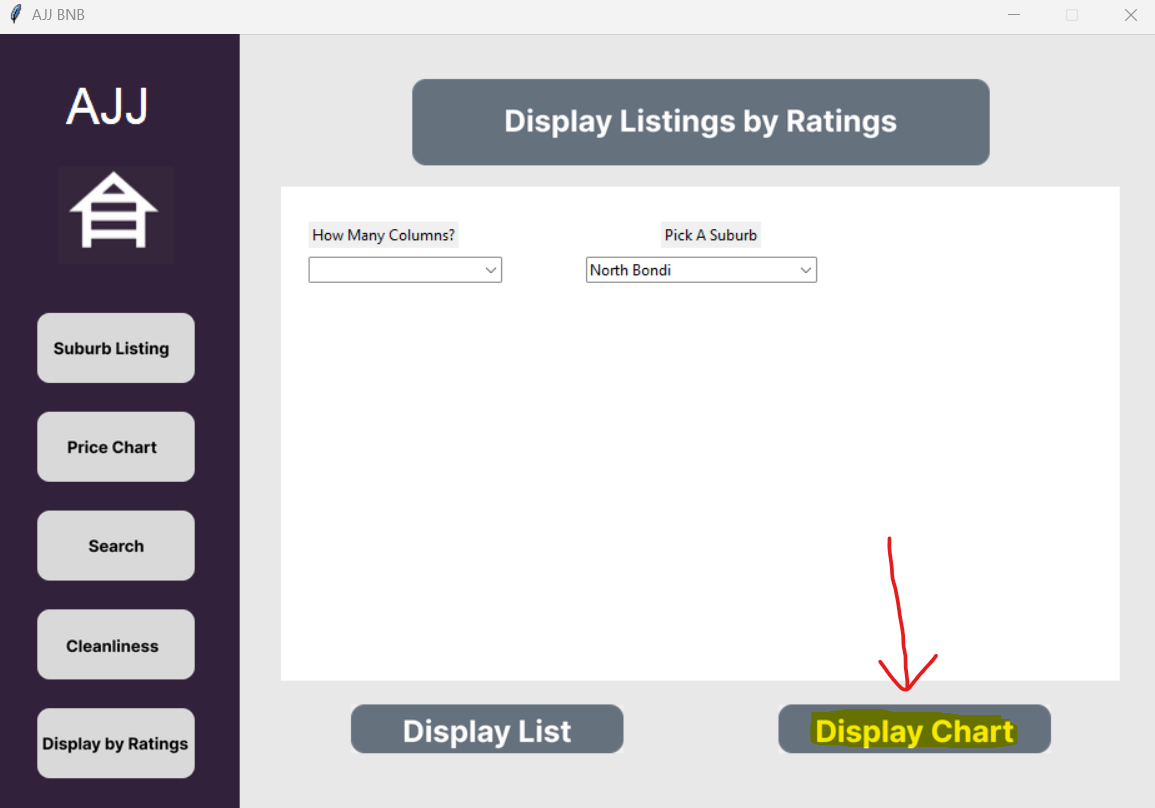 AJJ BNB
AJJ
Suburb Listing
Price Chart
Search
Cleanliness
Display by Ratings
Display Listings by Ratings
How Many Columns?
Pick A Suburb
North Bondi
Display List
Display Chart